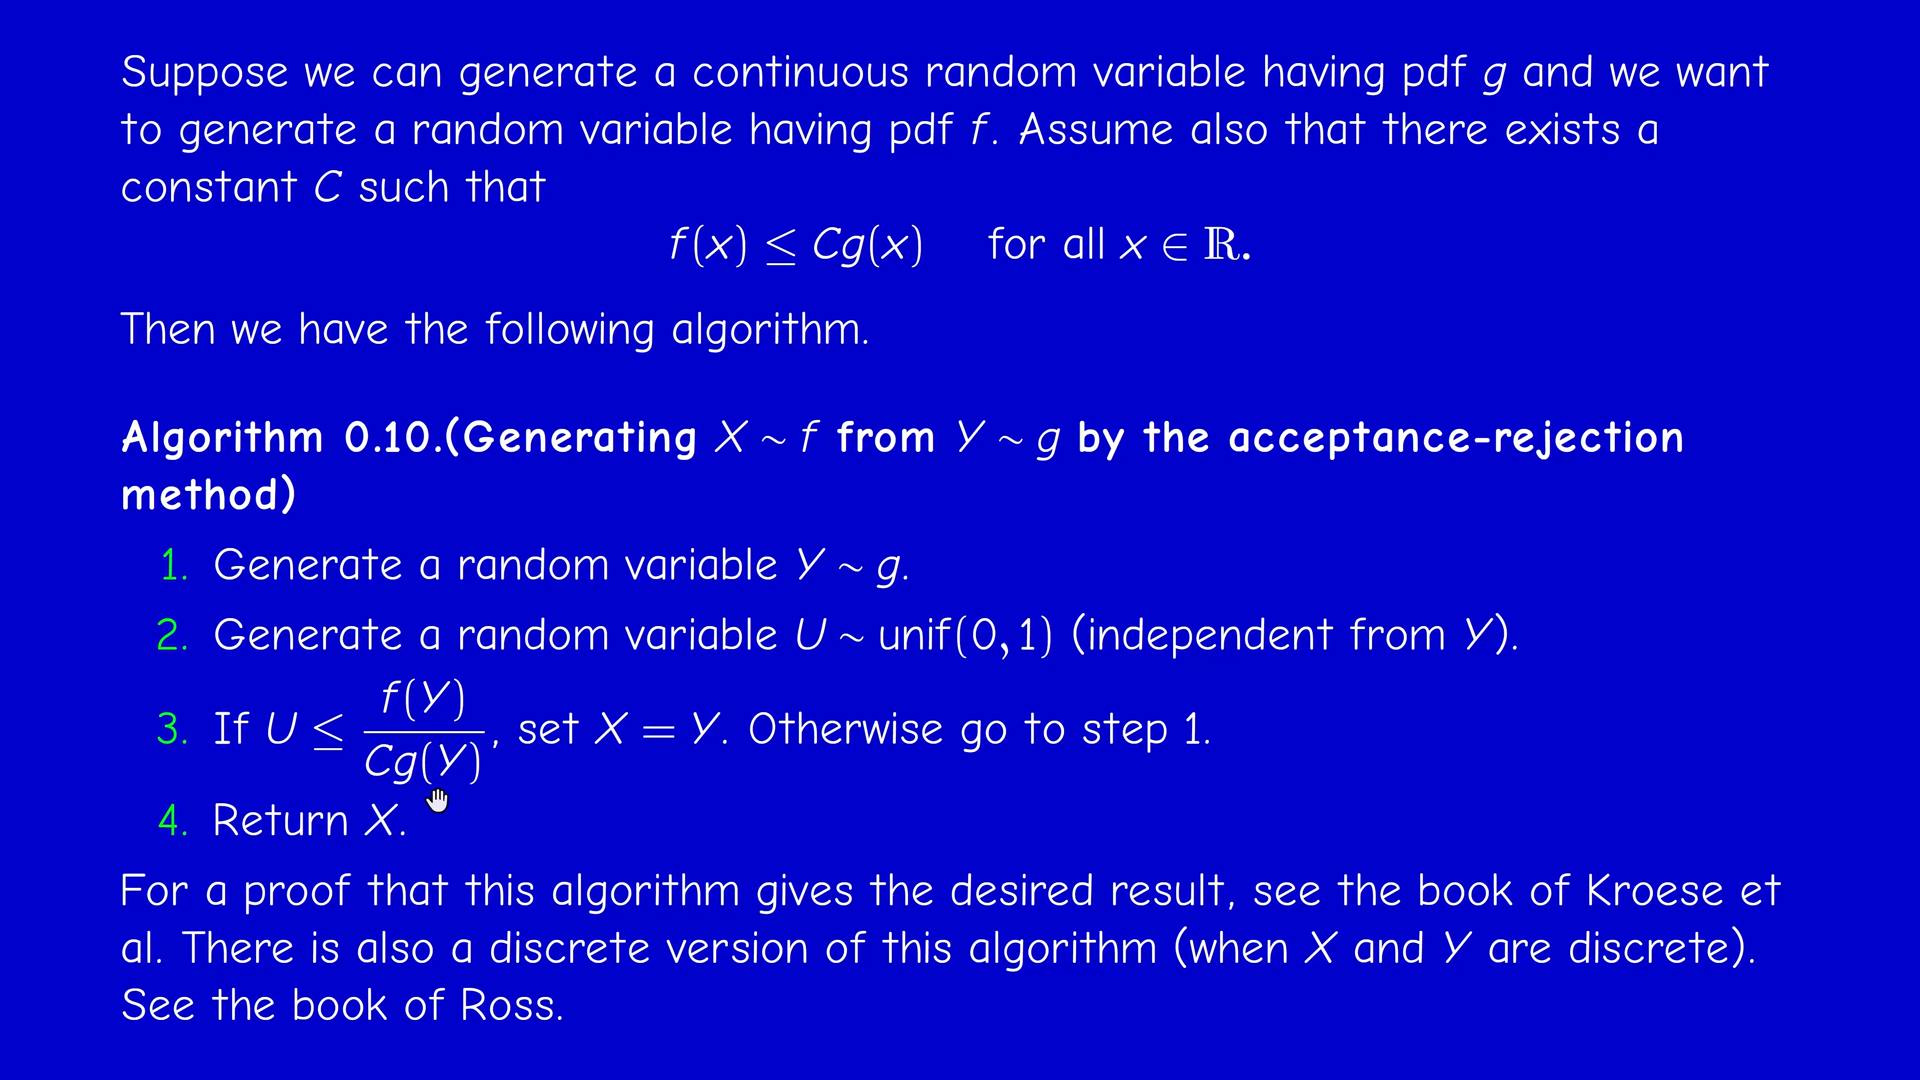 Suppose we can generate a continuous random variable having pdf g and we want
to generate a random variable having pdf f. Assume also that there exists a
constant C such that
f(x) ≤ Cg(x) for all x ∈ ℝ.
Then we have the following algorithm.
Algorithm 0.10.(Generating X ~ f from Y ~ g by the acceptance-rejection
method)
1. Generate a random variable Y ~ g.
2. Generate a random variable U ~ unif(0, 1) (independent from Y).
3. If U ≤ f(Y)/Cg(Y), set X = Y. Otherwise go to step 1.
4. Return X.
For a proof that this algorithm gives the desired result, see the book of Kroese et
al. There is also a discrete version of this algorithm (when X and Y are discrete).
See the book of Ross.